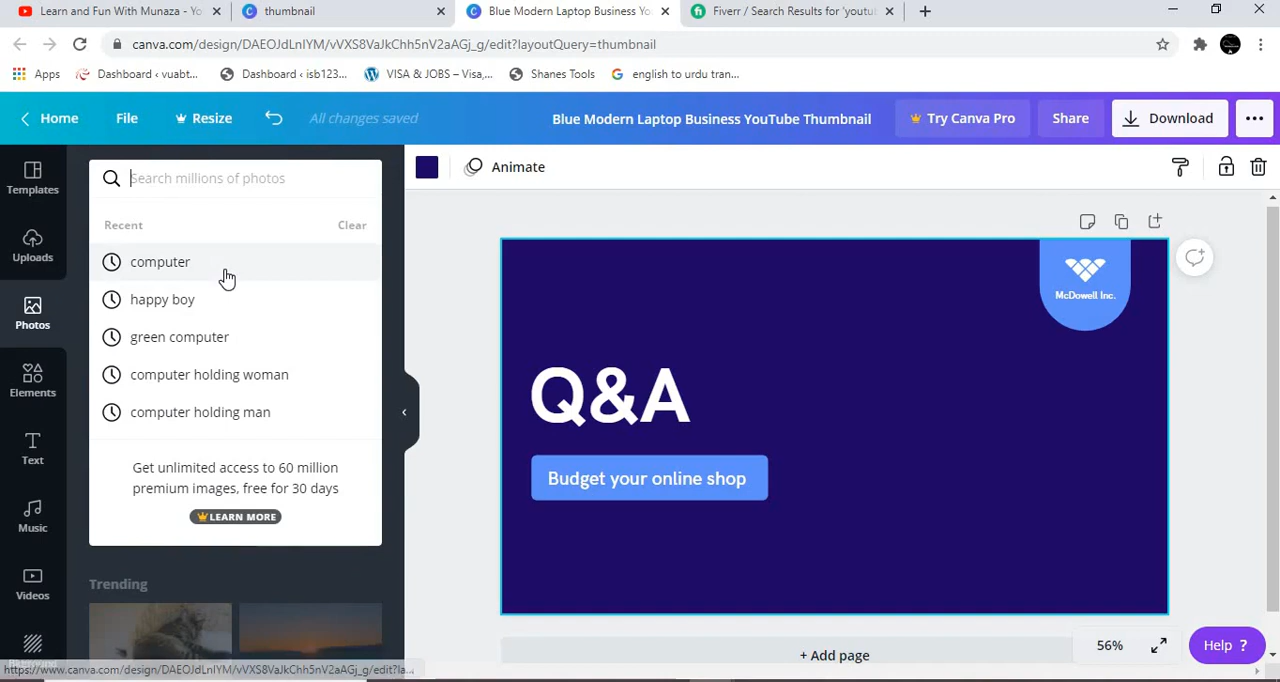 Learn and Fun With Munaza - Yo
thumbnail
Blue Modern Laptop Business Yo
Fiverr / Search Results for 'youtu
canva.com/design/DAEOJdLnIYM/vVXS8VaJkChh5nV2aAGj_g/edit?layoutQuery=thumbnail
Apps
Dashboard ‹ vuabt...
Dashboard ‹ isb123...
VISA & JOBS – Visa,...
Shanes Tools
english to urdu tran...
Home
File
Resize
All changes saved
Blue Modern Laptop Business YouTube Thumbnail
Try Canva Pro
Share
Download
Templates
Uploads
Photos
Elements
Text
Music
Videos
Search millions of photos
Recent
Clear
computer
happy boy
green computer
computer holding woman
computer holding man
Get unlimited access to 60 million
premium images, free for 30 days
LEARN MORE
Trending
Animate
McDowell Inc.
Q&A
Budget your online shop
+ Add page
56%
Help ?
https://www.canva.com/design/DAEOJdLnIYM/vVXS8VaJkChh5nV2aAGj_g/edit?la...